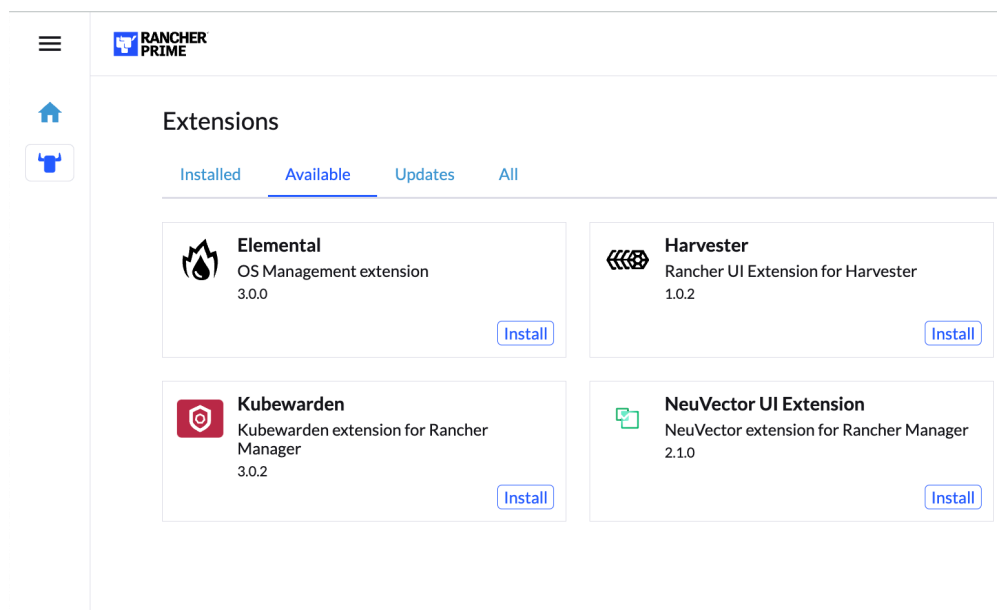 RANCHER
PRIME
Extensions
Installed
Available
Updates
All
Elemental
OS Management extension
3.0.0
Install
Harvester
Rancher UI Extension for Harvester
1.0.2
Install
Kubewarden
Kubewarden extension for Rancher
Manager
3.0.2
Install
NeuVector UI Extension
NeuVector extension for Rancher Manager
2.1.0
Install